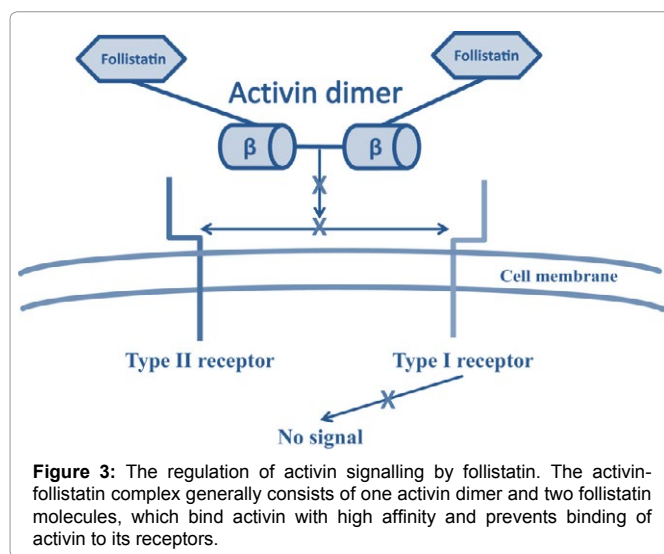 Follistatin
Follistatin
Activin dimer
β
β
X
X
Cell membrane
Type II receptor
Type I receptor
X
No signal
Figure 3: The regulation of activin signalling by follistatin. The activin-
follistatin complex generally consists of one activin dimer and two follistatin
molecules, which bind activin with high affinity and prevents binding of
activin to its receptors.